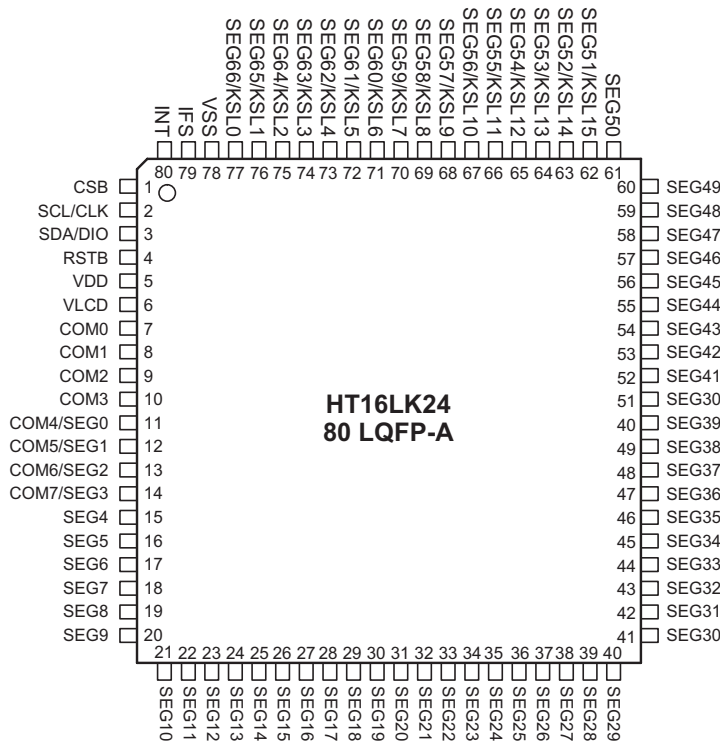 INT
IFS
VSS
SEG66/KSL0
SEG65/KSL1
SEG64/KSL2
SEG63/KSL3
SEG62/KSL4
SEG61/KSL5
SEG60/KSL6
SEG59/KSL7
SEG58/KSL8
SEG57/KSL9
SEG56/KSL10
SEG55/KSL11
SEG54/KSL12
SEG53/KSL13
SEG52/KSL14
SEG51/KSL15
SEG50
80 79 78 77 76 75 74 73 72 71 70 69 68 67 66 65 64 63 62 61
CSB 1
SCL/CLK 2
SDA/DIO 3
RSTB 4
VDD 5
VLCD 6
COM0 7
COM1 8
COM2 9
COM3 10
COM4/SEG0 11
COM5/SEG1 12
COM6/SEG2 13
COM7/SEG3 14
SEG4 15
SEG5 16
SEG6 17
SEG7 18
SEG8 19
SEG9 20
HT16LK24
80 LQFP-A
60 SEG49
59 SEG48
58 SEG47
57 SEG46
56 SEG45
55 SEG44
54 SEG43
53 SEG42
52 SEG41
51 SEG30
40 SEG39
49 SEG38
48 SEG37
47 SEG36
46 SEG35
45 SEG34
44 SEG33
43 SEG32
42 SEG31
41 SEG30
21 22 23 24 25 26 27 28 29 30 31 32 33 34 35 36 37 38 39 40
SEG10
SEG11
SEG12
SEG13
SEG14
SEG15
SEG16
SEG17
SEG18
SEG19
SEG20
SEG21
SEG22
SEG23
SEG24
SEG25
SEG26
SEG27
SEG28
SEG29